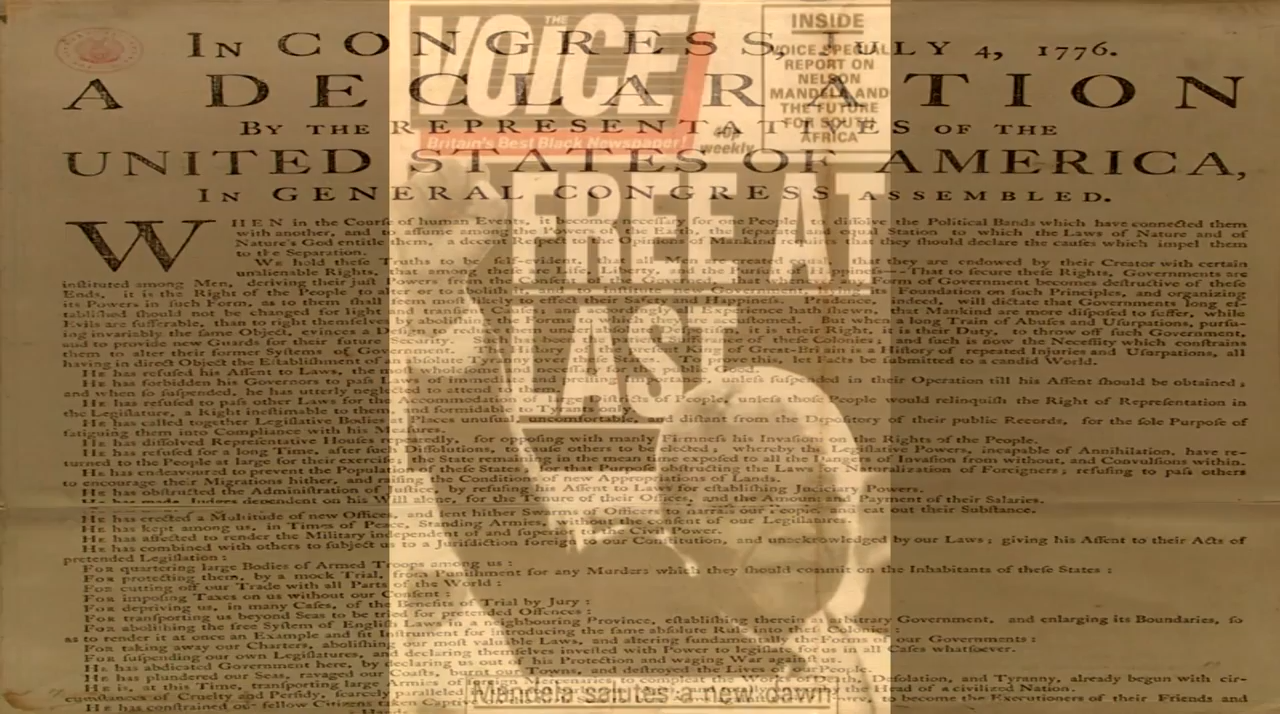 IN CONGRESS, JULY 4, 1776.
A DECLARATION
BY THE REPRESENTATIVES OF THE
UNITED STATES OF AMERICA,
IN GENERAL CONGRESS ASSEMBLED.
THE
VOICE
Britain's Best Black Newspaper!
40p
weekly
INSIDE
VOICE SPECIAL
REPORT ON
NELSON
MANDELA AND
THE FUTURE
FOR SOUTH
AFRICA
FREE AT
LAST
WHEN in the Courſe of human Events, it becomes neceſſary for one People to diſſolve the Political Bands which have connected them
with another, and to aſſume among the Powers of the Earth, the ſeparate and equal Station to which the Laws of Nature and of
Nature's God entitle them, a decent Reſpect to the Opinions of Mankind requires that they ſhould declare the cauſes which impel them
to the Separation.
We hold theſe Truths to be ſelf-evident, that all Men are created equal, that they are endowed by their Creator with certain
unalienable Rights, that among theſe are Life, Liberty, and the Purſuit of Happineſs—-That to ſecure theſe Rights, Governments are
inſtituted among Men, deriving their juſt Powers from the Conſent of the Governed, that whenever any Form of Government becomes deſtructive of theſe
Ends, it is the Right of the People to alter or to aboliſh it, and to inſtitute new Government, laying its Foundation on ſuch Principles, and organizing
its Powers in ſuch Form, as to them ſhall ſeem moſt likely to effect their Safety and Happineſs. Prudence, indeed, will dictate that Governments long eſ-
tabliſhed ſhould not be changed for light and tranſient Cauſes; and accordingly all Experience hath ſhewn, that Mankind are more diſpoſed to ſuffer, while
Evils are ſufferable, than to right themſelves by aboliſhing the Forms to which they are accuſtomed. But when a long Train of Abuſes and Uſurpations, purſu-
ing invariably the ſame Object, evinces a Deſign to reduce them under abſolute Deſpotiſm, it is their Right, it is their Duty, to throw off ſuch Government,
and to provide new Guards for their future Security. Such has been the patient Sufferance of theſe Colonies; and ſuch is now the Neceſſity which conſtrains
them to alter their former Syſtems of Government. The Hiſtory of the preſent King of Great-Britain is a Hiſtory of repeated Injuries and Uſurpations, all
having in direct Object the Eſtabliſhment of an abſolute Tyranny over theſe States. To prove this, let Facts be ſubmitted to a candid World.
He has refuſed his Aſſent to Laws, the moſt wholeſome and neceſſary for the public Good.
He has forbidden his Governors to paſs Laws of immediate and preſſing Importance, unleſs ſuſpended in their Operation till his Aſſent ſhould be obtained;
and when ſo ſuſpended, he has utterly neglected to attend to them.
He has refuſed to paſs other Laws for the Accommodation of large Diſtricts of People, unleſs thoſe People would relinquiſh the Right of Repreſentation in
the Legiſlature, a Right ineſtimable to them, and formidable to Tyrants only.
He has called together Legiſlative Bodies at Places unuſual, uncomfortable, and diſtant from the Depoſitory of their public Records, for the ſole Purpoſe of
fatiguing them into Compliance with his Meaſures.
He has diſſolved Repreſentative Houſes repeatedly, for oppoſing with manly Firmneſs his Invaſions on the Rights of the People.
He has refuſed for a long Time, after ſuch Diſſolutions, to cauſe others to be elected; whereby the Legiſlative Powers, incapable of Annihilation, have re-
turned to the People at large for their exerciſe; the State remaining in the mean time expoſed to all the Dangers of Invaſion from without, and Convulſions within.
He has endeavoured to prevent the Population of theſe States; for that Purpoſe obſtructing the Laws for Naturalization of Foreigners; refuſing to paſs others
to encourage their Migrations hither, and raiſing the Conditions of new Appropriations of Lands.
He has obſtructed the Adminiſtration of Juſtice, by refuſing his Aſſent to Laws for eſtabliſhing Judiciary Powers.
He has made Judges dependent on his Will alone, for the Tenure of their Offices, and the Amount and Payment of their Salaries.
He has erected a Multitude of new Offices, and ſent hither Swarms of Officers to harraſs our People, and eat out their Subſtance.
He has kept among us, in Times of Peace, Standing Armies, without the conſent of our Legiſlatures.
He has affected to render the Military independent of and ſuperior to the Civil Power.
He has combined with others to ſubject us to a Juriſdiction foreign to our Conſtitution, and unacknowledged by our Laws; giving his Aſſent to their Acts of
pretended Legiſlation:
For quartering large Bodies of Armed Troops among us:
For protecting them, by a mock Trial, from Puniſhment for any Murders which they ſhould commit on the Inhabitants of theſe States:
For cutting off our Trade with all Parts of the World:
For impoſing Taxes on us without our Conſent:
For depriving us, in many Caſes, of the Benefits of Trial by Jury:
For tranſporting us beyond Seas to be tried for pretended Offences:
For aboliſhing the free Syſtem of Engliſh Laws in a neighbouring Province, eſtabliſhing therein an arbitrary Government, and enlarging its Boundaries, ſo
as to render it at once an Example and fit Inſtrument for introducing the ſame abſolute Rule into theſe Colonies:
For taking away our Charters, aboliſhing our moſt valuable Laws, and altering fundamentally the Forms of our Governments:
For ſuſpending our own Legiſlatures, and declaring themſelves inveſted with Power to legiſlate for us in all Caſes whatſoever.
He has abdicated Government here, by declaring us out of his Protection and waging War againſt us.
He has plundered our Seas, ravaged our Coaſts, burnt our Towns, and deſtroyed the Lives of our People.
He is, at this Time, tranſporting large Armies of foreign Mercenaries to compleat the Works of Death, Deſolation, and Tyranny, already begun with cir-
cumſtances of Cruelty and Perfidy, ſcarcely paralleled
the Head of a civilized Nation.
He has conſtrained our fellow Citizens taken Captive
to become the Executioners of their Friends and
Mandela salutes a new dawn